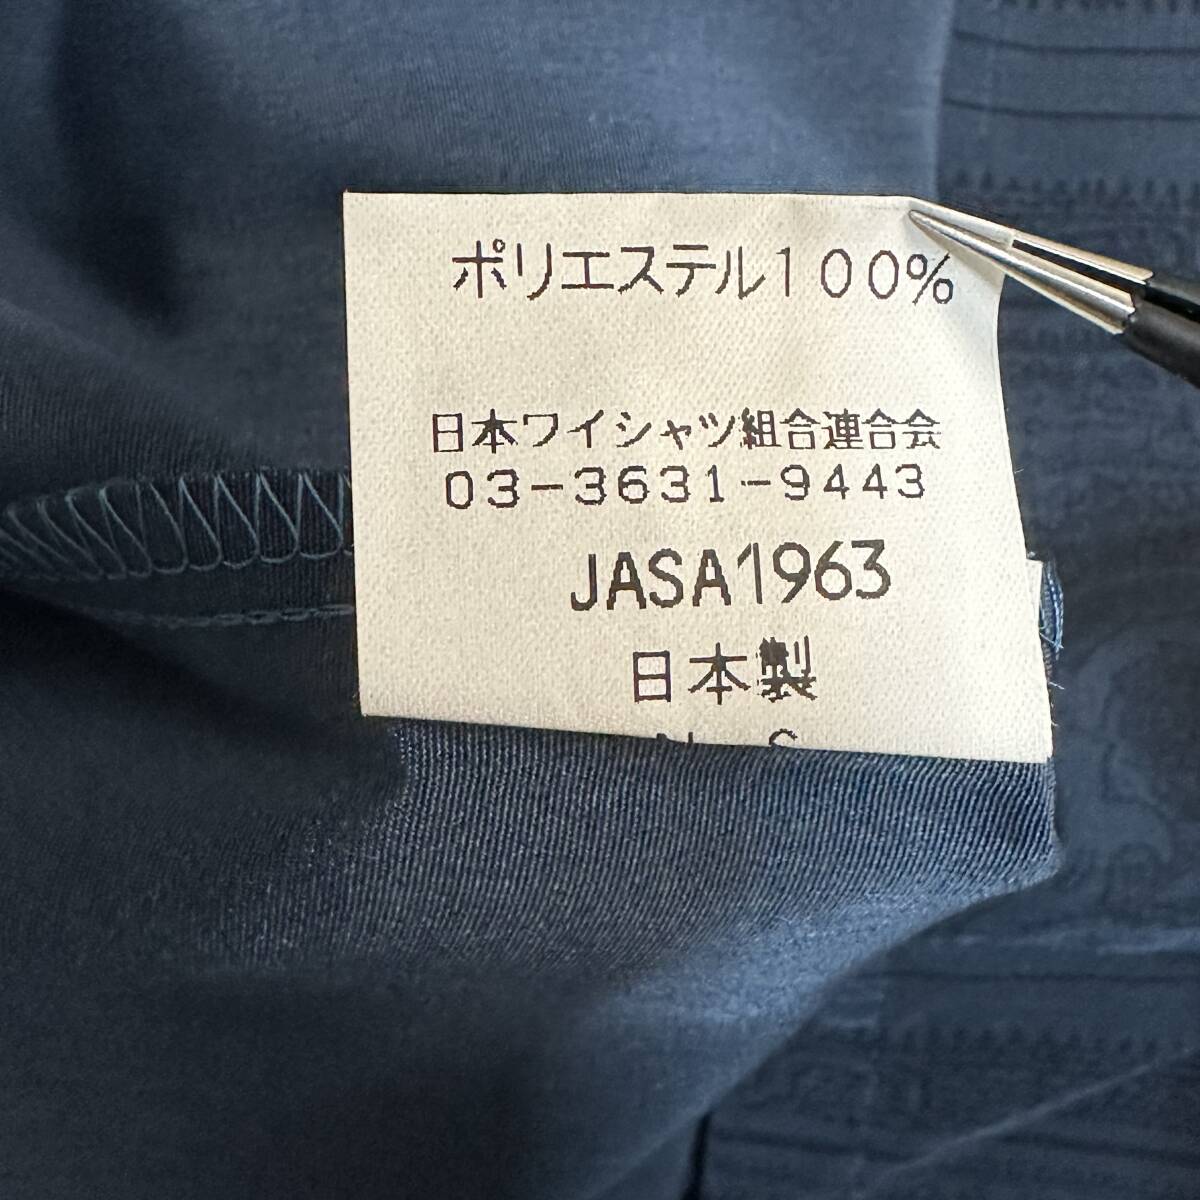 ポリエステル100%
日本ワイシャツ組合連合会
03-3631-9443
JASA1963
日本製